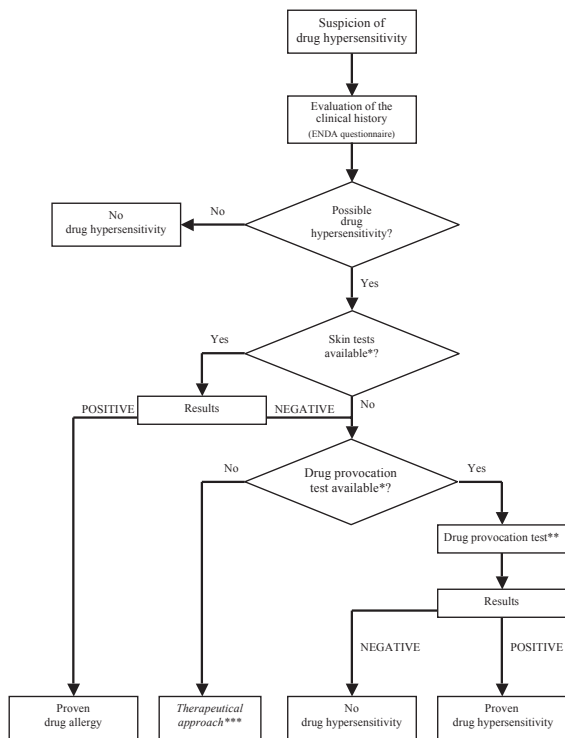 Suspicion of
drug hypersensitivity
Evaluation of the
clinical history
(ENDA questionnaire)
No
Possible
drug
hypersensitivity?
No
drug hypersensitivity
Yes
Skin tests
available*?
Yes
No
POSITIVE
Results
NEGATIVE
No
Drug provocation
test available*?
Yes
Drug provocation test**
Results
NEGATIVE
POSITIVE
Proven
drug allergy
Therapeutical
approach***
No
drug hypersensitivity
Proven
drug hypersensitivity